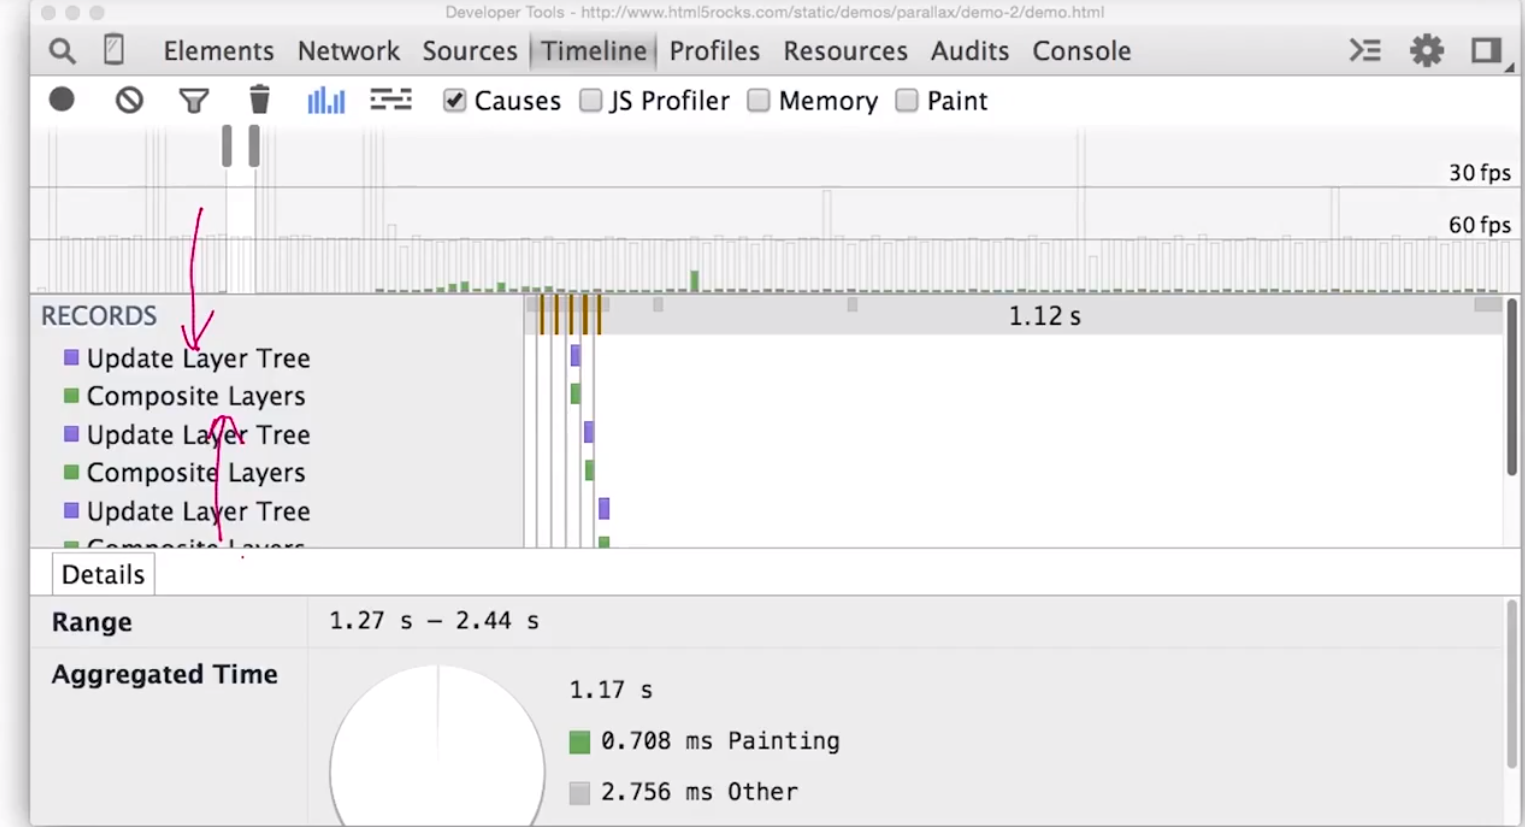 Developer Tools - http://www.html5rocks.com/static/demos/parallax/demo-2/demo.html
Elements Network Sources Timeline Profiles Resources Audits Console
Causes JS Profiler Memory Paint
30 fps
60 fps
RECORDS 1.12 s
Update Layer Tree
Composite Layers
Update Layer Tree
Composite Layers
Update Layer Tree
Composite Layers
Details
Range 1.27 s – 2.44 s
Aggregated Time
1.17 s
0.708 ms Painting
2.756 ms Other